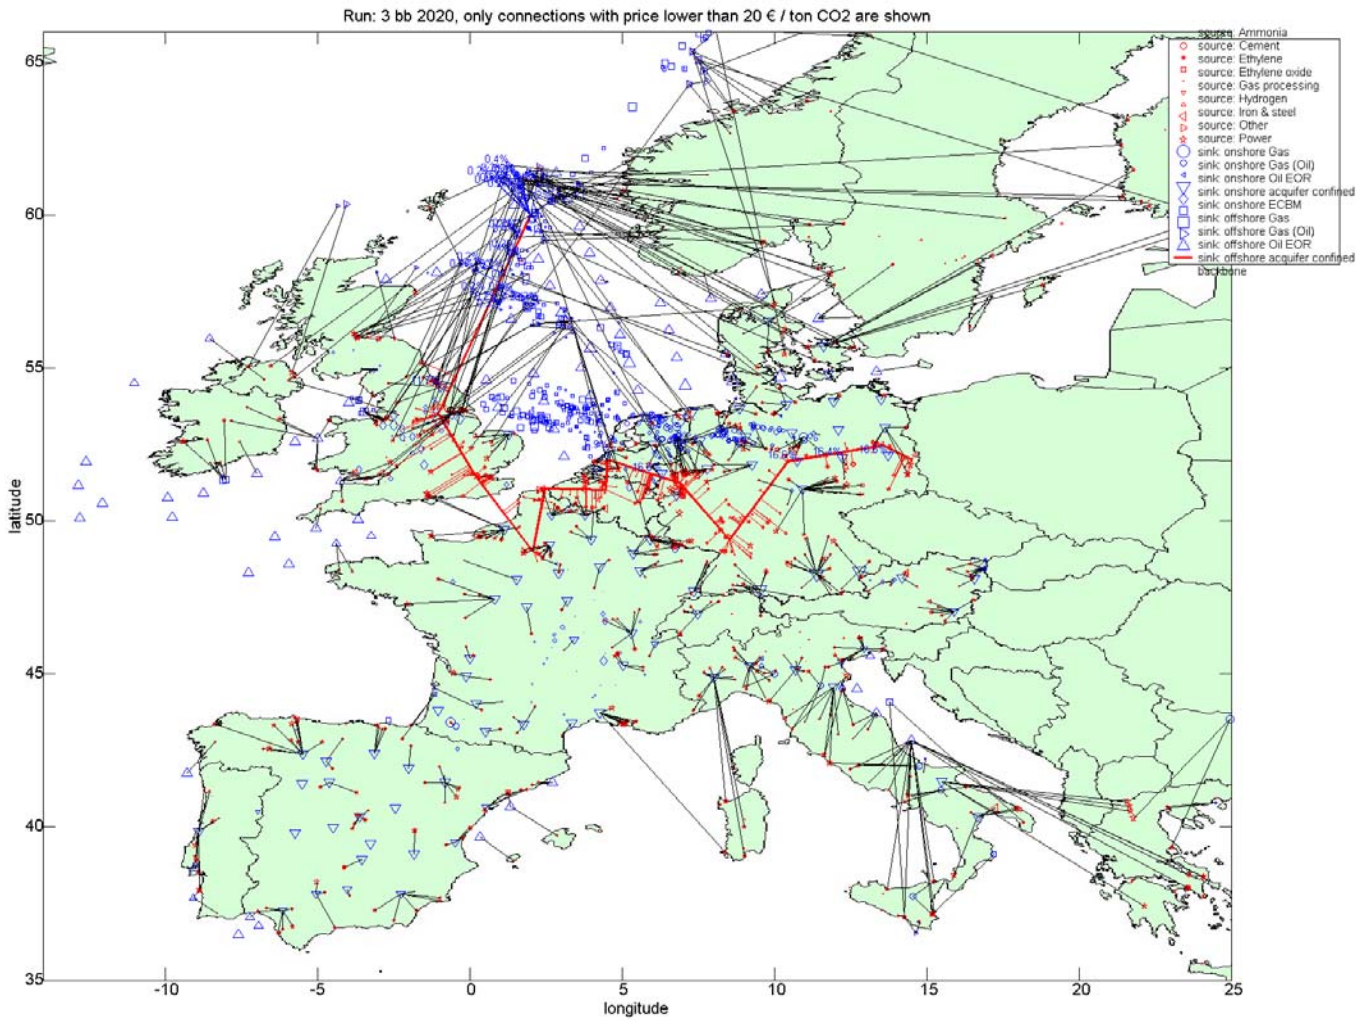 Run: 3 bb 2020, only connections with price lower than 20 € / ton CO2 are shown
source: Ammonia
source: Cement
source: Ethylene
source: Ethylene oxide
source: Gas processing
source: Hydrogen
source: Iron & steel
source: Other
source: Power
sink: onshore Gas
sink: onshore Gas (Oil)
sink: onshore Oil EOR
sink: onshore acquifer confined
sink: onshore ECBM
sink: offshore Gas
sink: offshore Gas (Oil)
sink: offshore Oil EOR
sink: offshore acquifer confined
backbone
65
60
55
50
45
40
35
latitude
0.4%
16.4%
-10
-5
0
5
10
15
20
25
longitude